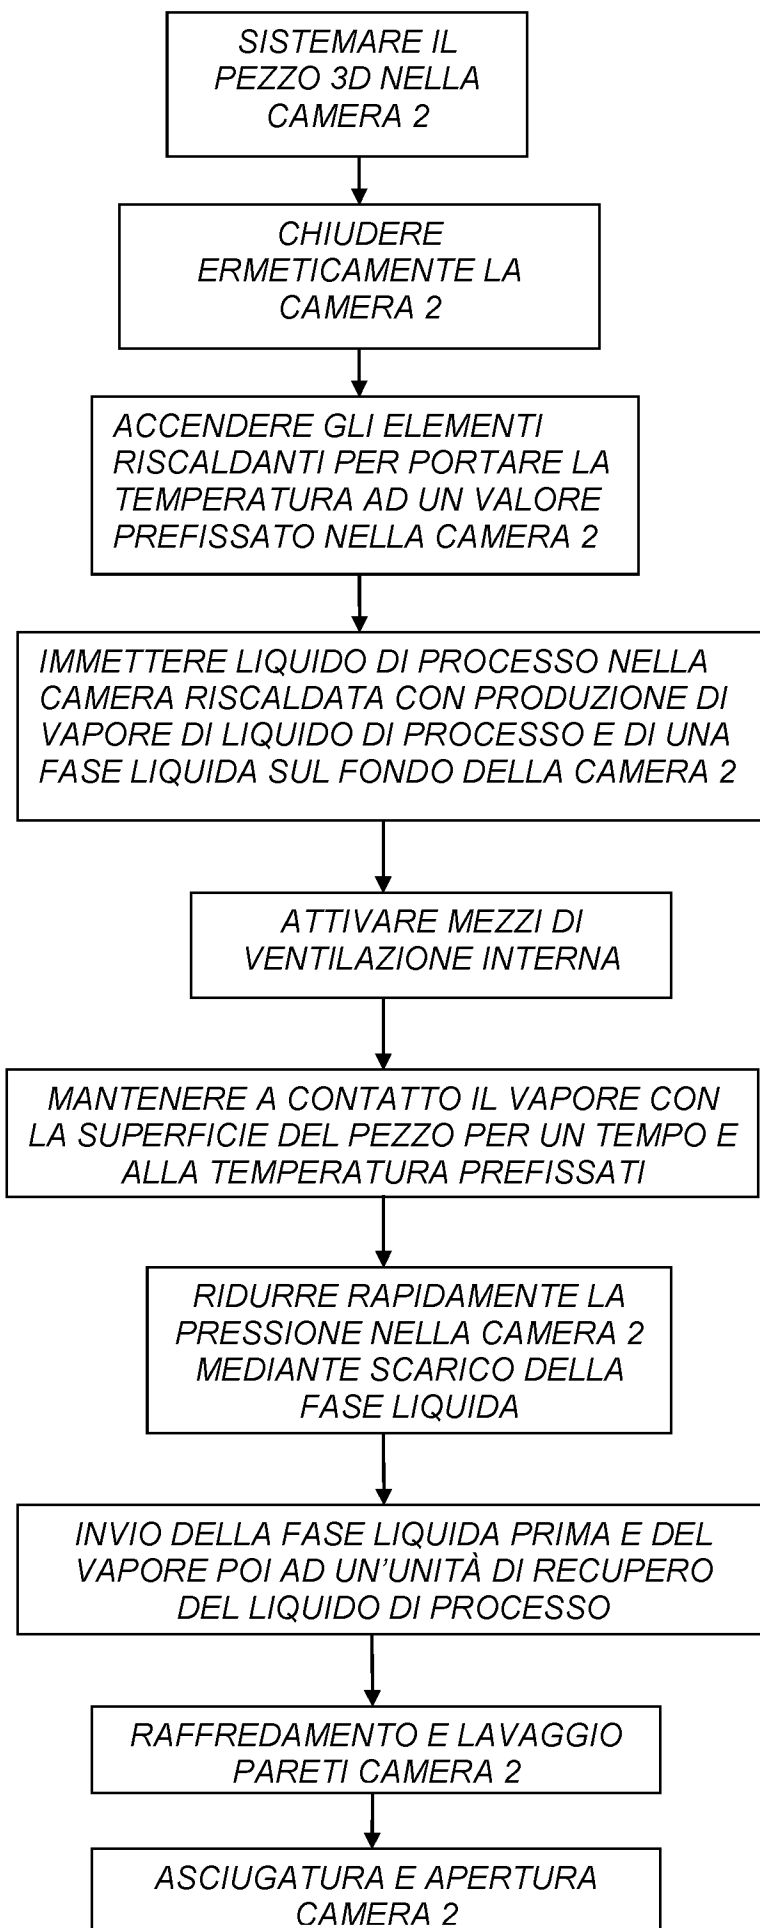 SISTEMARE IL
PEZZO 3D NELLA
CAMERA 2
CHIUDERE
ERMETICAMENTE LA
CAMERA 2
ACCENDERE GLI ELEMENTI
RISCALDANTI PER PORTARE LA
TEMPERATURA AD UN VALORE
PREFISSATO NELLA CAMERA 2
IMMETTERE LIQUIDO DI PROCESSO NELLA
CAMERA RISCALDATA CON PRODUZIONE DI
VAPORE DI LIQUIDO DI PROCESSO E DI UNA
FASE LIQUIDA SUL FONDO DELLA CAMERA 2
ATTIVARE MEZZI DI
VENTILAZIONE INTERNA
MANTENERE A CONTATTO IL VAPORE CON
LA SUPERFICIE DEL PEZZO PER UN TEMPO E
ALLA TEMPERATURA PREFISSATI
RIDURRE RAPIDAMENTE LA
PRESSIONE NELLA CAMERA 2
MEDIANTE SCARICO DELLA
FASE LIQUIDA
INVIO DELLA FASE LIQUIDA PRIMA E DEL
VAPORE POI AD UN'UNITÀ DI RECUPERO
DEL LIQUIDO DI PROCESSO
RAFFREDAMENTO E LAVAGGIO
PARETI CAMERA 2
ASCIUGATURA E APERTURA
CAMERA 2